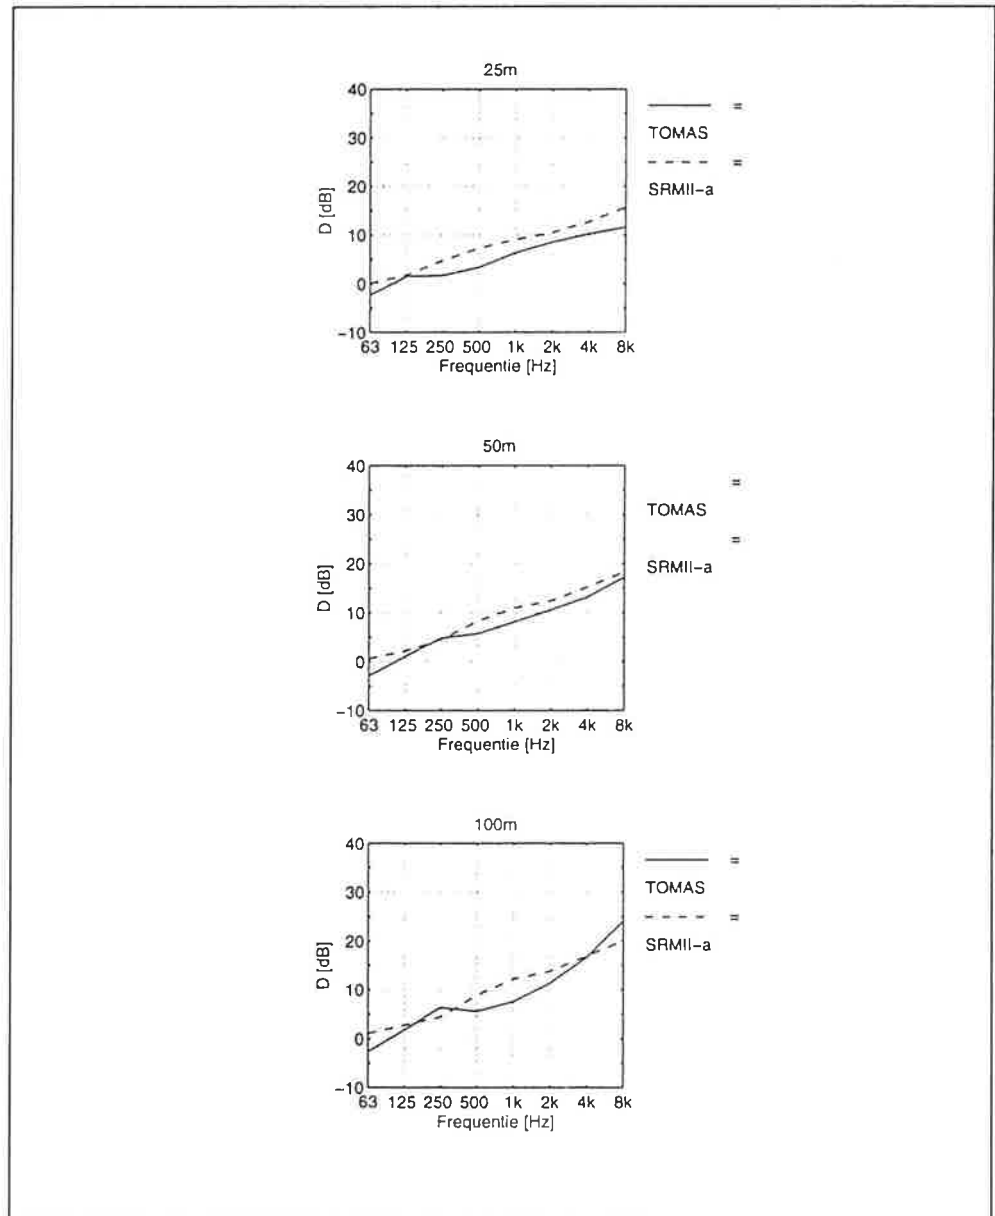 25m
40
30
20
10
0
-10
D [dB]
63 125 250 500 1k 2k 4k 8k
Frequentie [Hz]
=
TOMAS
=
SRMII-a
50m
40
30
20
10
0
-10
D [dB]
63 125 250 500 1k 2k 4k 8k
Frequentie [Hz]
=
TOMAS
=
SRMII-a
100m
40
30
20
10
0
-10
D [dB]
63 125 250 500 1k 2k 4k 8k
Frequentie [Hz]
=
TOMAS
=
SRMII-a